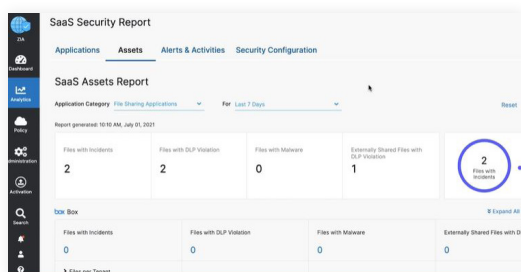 SaaS Security Report
ZIA
Applications Assets Alerts & Activities Security Configuration
Dashboard
SaaS Assets Report
Analytics
Application Category File Sharing Applications For Last 7 Days Reset
Report generated: 10:10 AM, July 01, 2021
Policy
Files with Incidents
2
Files with DLP Violation
2
Files with Malware
0
Externally Shared Files with
DLP Violation
1
2
Files with
Incidents
dministration
Activation
box Box Expand All
Search
Files with Incidents Files with DLP Violation Files with Malware Externally Shared Files with D
0 0 0 0
Files per Tenant